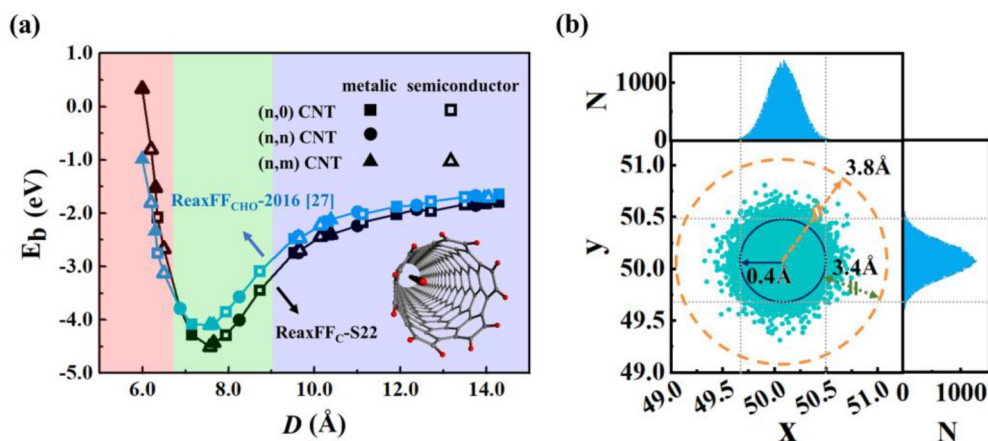 (a)
1.0
0.0
-1.0
-2.0
-3.0
-4.0
-5.0
E_b (eV)
6.0 8.0 10.0 12.0 14.0
D (Å)
metalic semiconductor
(n,0) CNT
(n,n) CNT
(n,m) CNT
ReaxFF_CHO-2016 [27]
ReaxFF_C-S22
(b)
N
1000
0
51.0
50.5
50.0
49.5
49.0
y
3.8Å
0.4Å
3.4Å
49.0 49.5 50.0 50.5 51.0
X
0 1000
N